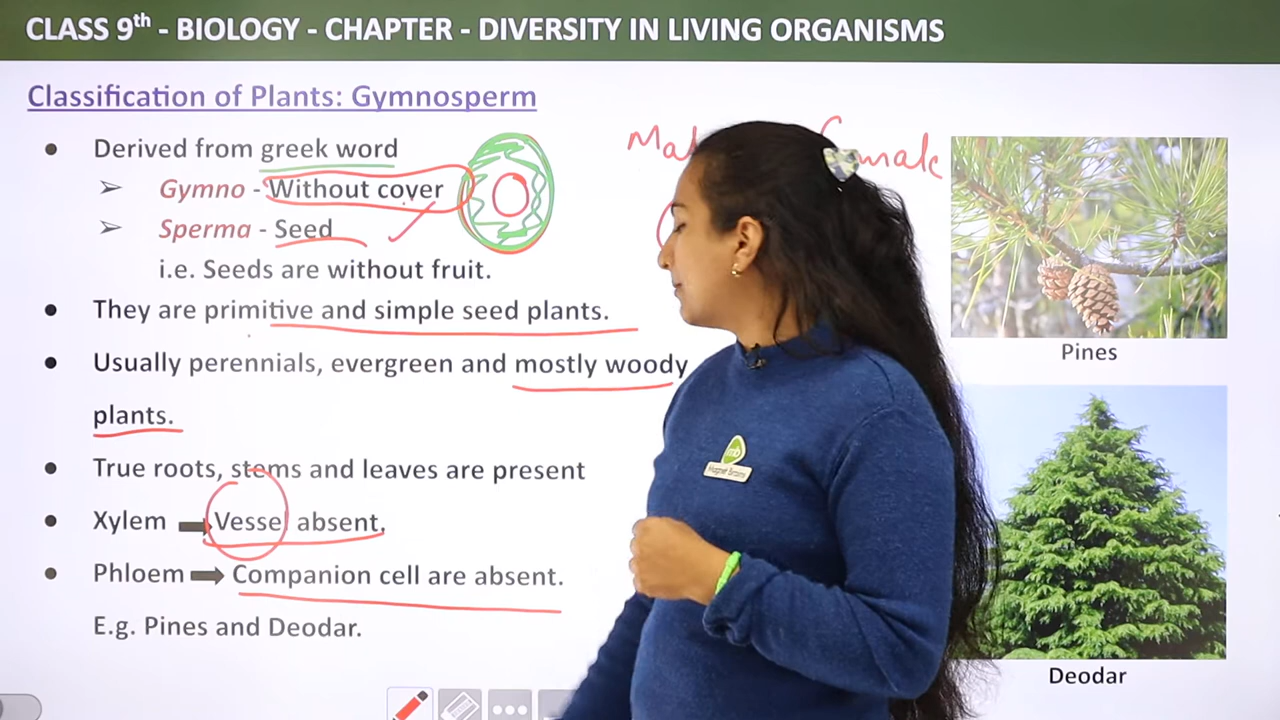 CLASS 9th - BIOLOGY - CHAPTER - DIVERSITY IN LIVING ORGANISMS
Classification of Plants: Gymnosperm
● Derived from greek word
➢ Gymno - Without cover
➢ Sperma - Seed
i.e. Seeds are without fruit.
● They are primitive and simple seed plants.
● Usually perennials, evergreen and mostly woody
plants.
● True roots, stems and leaves are present
● Xylem ➡ Vessel absent,
● Phloem ➡ Companion cell are absent.
E.g. Pines and Deodar.
Pines
Deodar
mb
Magnet Brains